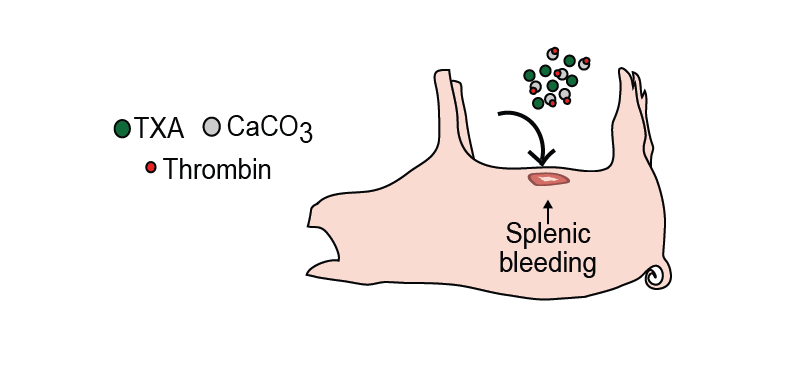 TXA CaCO3
Thrombin
Splenic
bleeding